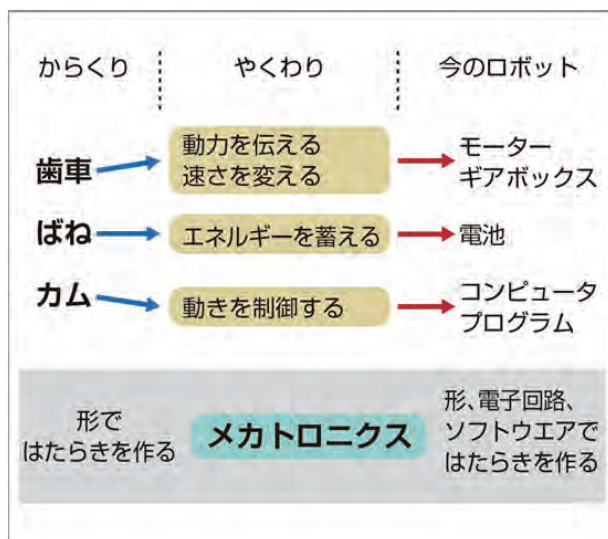 からくり
やくわり
今のロボット
歯車
動力を伝える
速さを変える
モーター
ギアボックス
ばね
エネルギーを蓄える
電池
カム
動きを制御する
コンピュータ
プログラム
形で
はたらきを作る
メカトロニクス
形、電子回路、
ソフトウエアで
はたらきを作る